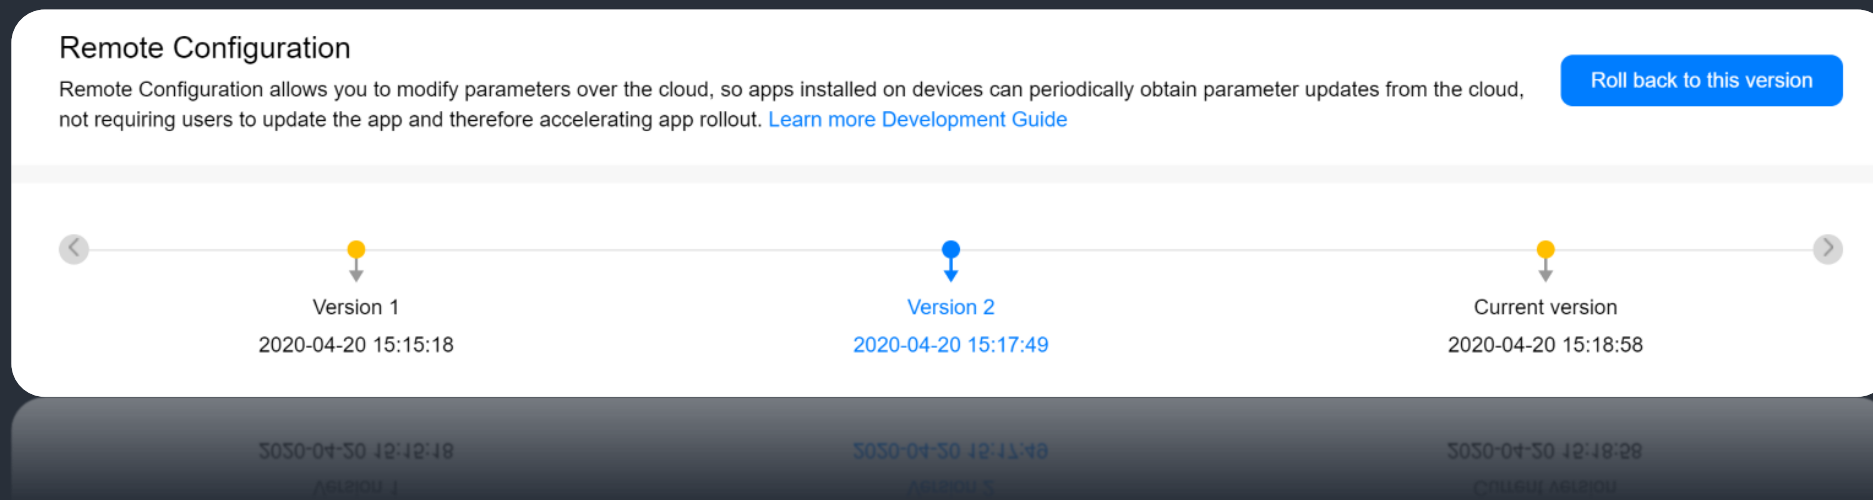 Remote Configuration
Remote Configuration allows you to modify parameters over the cloud, so apps installed on devices can periodically obtain parameter updates from the cloud,
not requiring users to update the app and therefore accelerating app rollout. Learn more Development Guide
Roll back to this version
Version 1
2020-04-20 15:15:18
Version 2
2020-04-20 15:17:49
Current version
2020-04-20 15:18:58